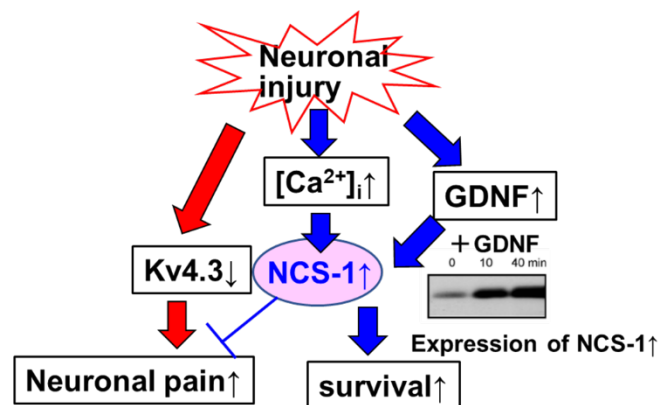 Neuronal
injury
[Ca²⁺]ᵢ↑
GDNF↑
+GDNF
0 10 40 min
Kv4.3↓
NCS-1↑
Expression of NCS-1↑
Neuronal pain↑
survival↑